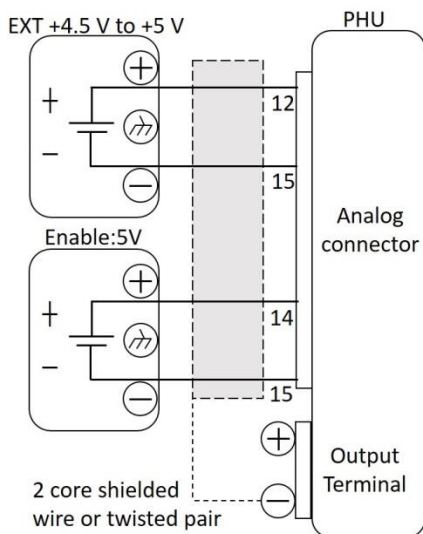 EXT +4.5 V to +5 V
PHU
+
+
12
−
−
15
Analog
connector
Enable:5V
+
+
14
−
−
15
+
Output
Terminal
−
2 core shielded
wire or twisted pair